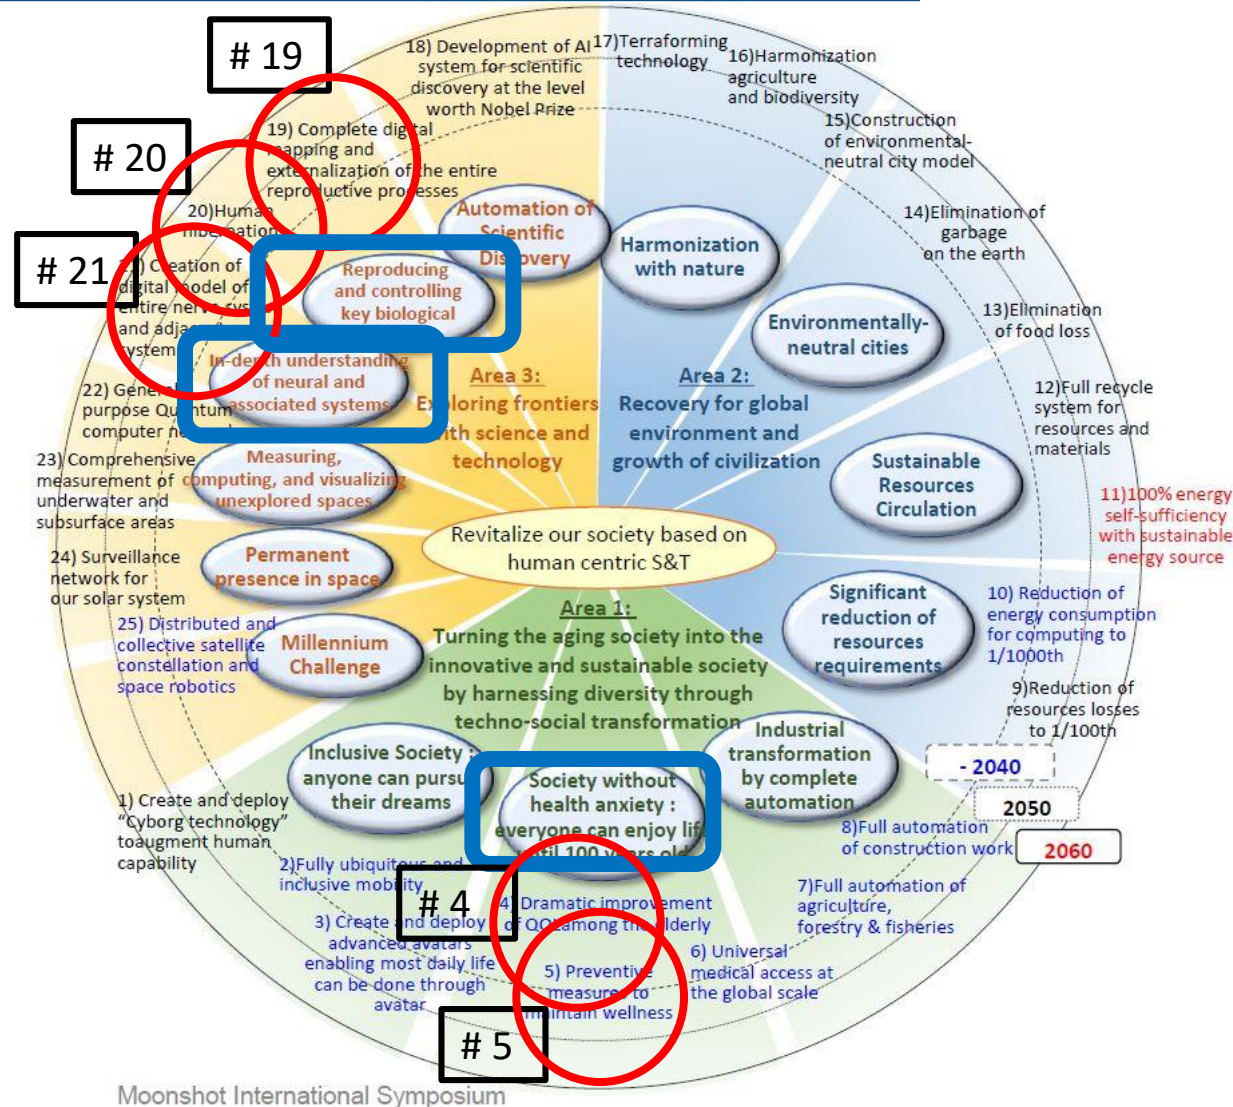 # 19
# 20
# 21
18) Development of AI
system for scientific
discovery at the level
worth Nobel Prize
17)Terraforming
technology
16)Harmonization
agriculture
and biodiversity
15)Construction
of environmental-
neutral city model
14)Elimination of
garbage
on the earth
13)Elimination
of food loss
12)Full recycle
system for
resources and
materials
11)100% energy
self-sufficiency
with sustainable
energy source
10) Reduction of
energy consumption
for computing to
1/1000th
9)Reduction of
resources losses
to 1/100th
19) Complete digital
mapping and
externalization of the entire
reproductive processes
20)Human
hibernation
Creation of
digital model of
entire nerve
and
system
22) General
purpose Quantum
computer
23) Comprehensive
measurement of
underwater and
subsurface areas
24) Surveillance
network for
our solar system
25) Distributed and
collective satellite
constellation and
space robotics
Automation of
Scientific
Discovery
Reproducing
and controlling
key biological
In-depth understanding
of neural and
associated systems
Measuring,
computing, and visualizing
unexplored spaces
Permanent
presence in space
Millennium
Challenge
Harmonization
with nature
Environmentally-
neutral cities
Sustainable
Resources
Circulation
Significant
reduction of
resources
requirements
Area 3:
Exploring frontiers
with science and
technology
Area 2:
Recovery for global
environment and
growth of civilization
Revitalize our society based on
human centric S&T
Area 1:
Turning the aging society into the
innovative and sustainable society
by harnessing diversity through
techno-social transformation
Inclusive Society :
anyone can pursu
their dreams
Society without
health anxiety :
everyone can enjoy lif
until 100 years old
Industrial
transformation
by complete
automation
- 2040
2050
2060
1) Create and deploy
"Cyborg technology"
toaugment human
capability
2)Fully ubiquitous and
inclusive mobility
3) Create and deploy
advanced avatars
enabling most daily life
can be done through
avatar
# 4
4) Dramatic improvement
of QOL among the elderly
5) Preventive
measures to
maintain wellness
# 5
6) Universal
medical access at
the global scale
7)Full automation of
agriculture,
forestry & fisheries
8)Full automation
of construction work
Moonshot International Symposium